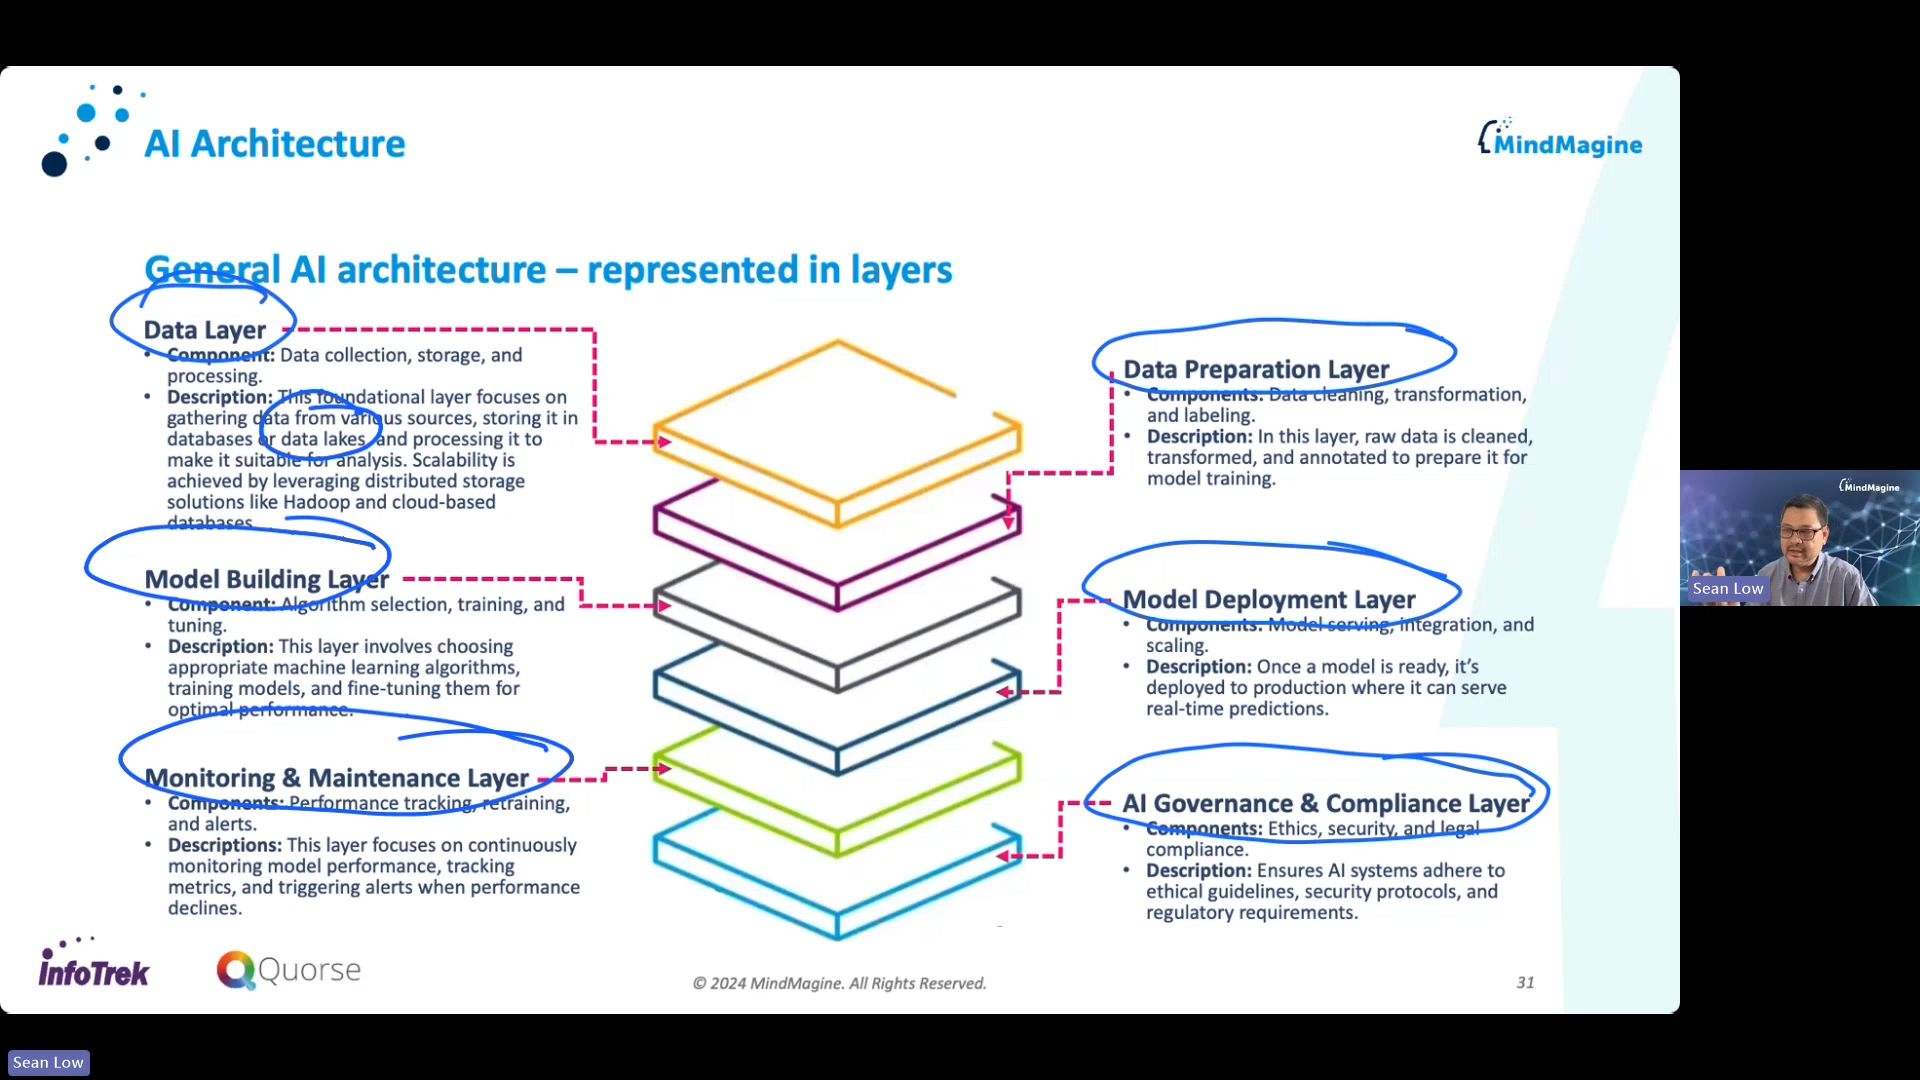 AI Architecture
MindMagine
General AI architecture – represented in layers
Data Layer
• Component: Data collection, storage, and
processing.
• Description: This foundational layer focuses on
gathering data from various sources, storing it in
databases or data lakes, and processing it to
make it suitable for analysis. Scalability is
achieved by leveraging distributed storage
solutions like Hadoop and cloud-based
databases.
Model Building Layer
• Component: Algorithm selection, training, and
tuning.
• Description: This layer involves choosing
appropriate machine learning algorithms,
training models, and fine-tuning them for
optimal performance.
Monitoring & Maintenance Layer
• Components: Performance tracking, retraining,
and alerts.
• Descriptions: This layer focuses on continuously
monitoring model performance, tracking
metrics, and triggering alerts when performance
declines.
Data Preparation Layer
• Components: Data cleaning, transformation,
and labeling.
• Description: In this layer, raw data is cleaned,
transformed, and annotated to prepare it for
model training.
Model Deployment Layer
• Components: Model serving, integration, and
scaling.
• Description: Once a model is ready, it’s
deployed to production where it can serve
real-time predictions.
AI Governance & Compliance Layer
• Components: Ethics, security, and legal
compliance.
• Description: Ensures AI systems adhere to
ethical guidelines, security protocols, and
regulatory requirements.
InfoTrek
Quorse
© 2024 MindMagine. All Rights Reserved.
31
MindMagine
Sean Low
Sean Low